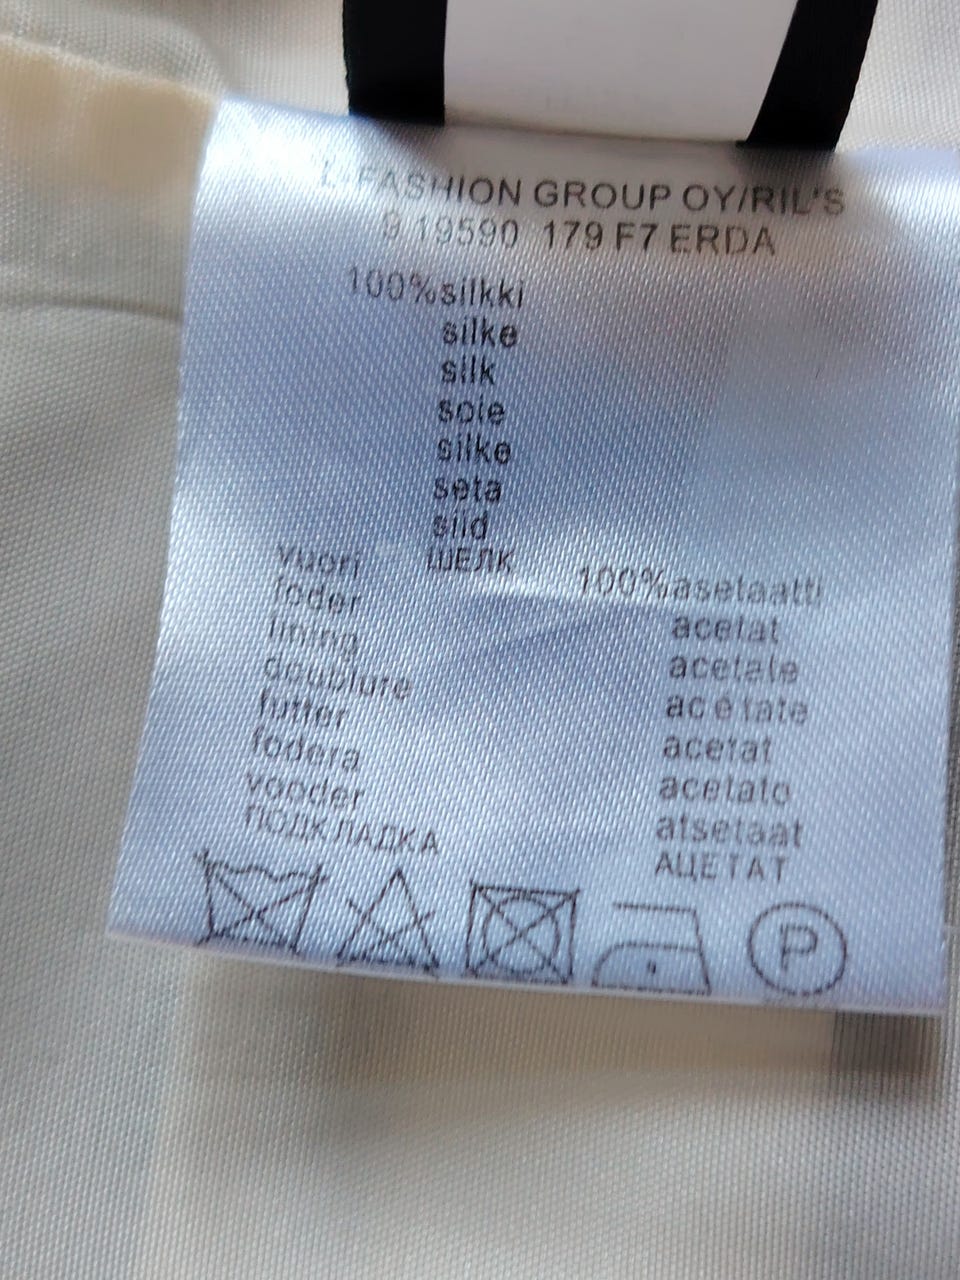 L-FASHION GROUP OY/RIL'S
9 19590 179 F7 ERDA
100%silkki
silke
silk
soie
silke
seta
siid
ШЕЛК
vuori 100%asetaatti
foder acetat
lining acetate
doublure acetate
futter acetat
fodera acetato
vooder atsetaat
ПОДКЛАДКА АЦЕТАТ
P